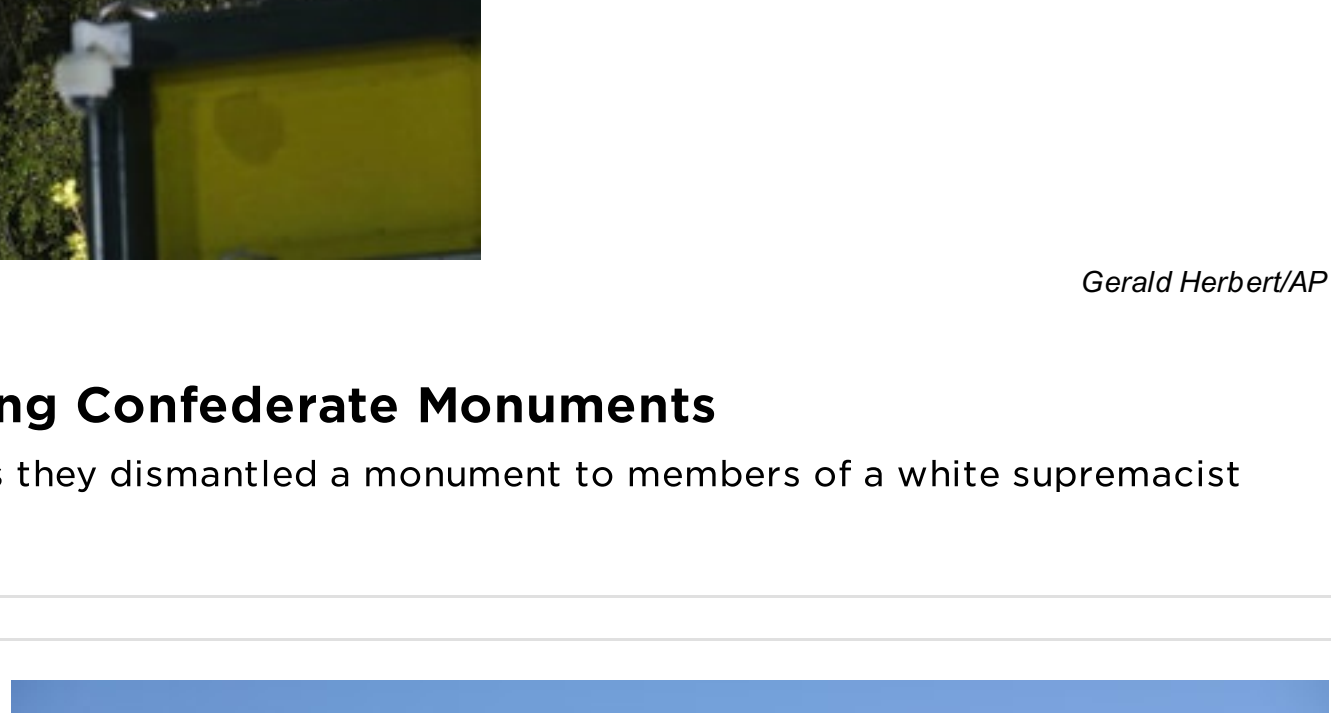 Gerald Herbert/AP
ng Confederate Monuments
s they dismantled a monument to members of a white supremacist